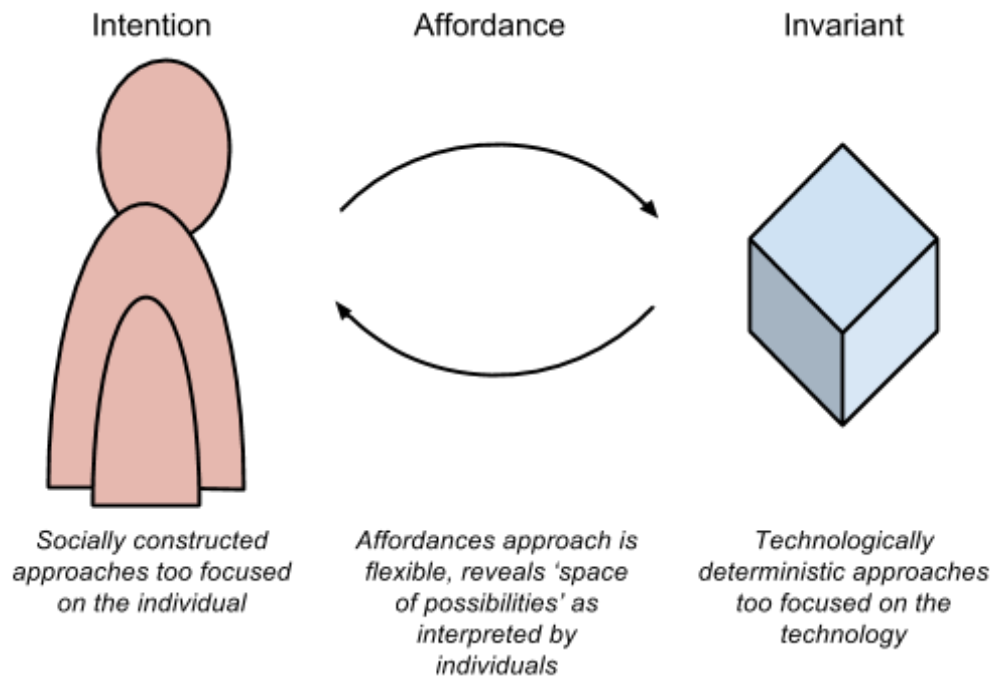 Intention
Affordance
Invariant
Socially constructed
approaches too focused
on the individual
Affordances approach is
flexible, reveals ‘space
of possibilities’ as
interpreted by
individuals
Technologically
deterministic approaches
too focused on the
technology